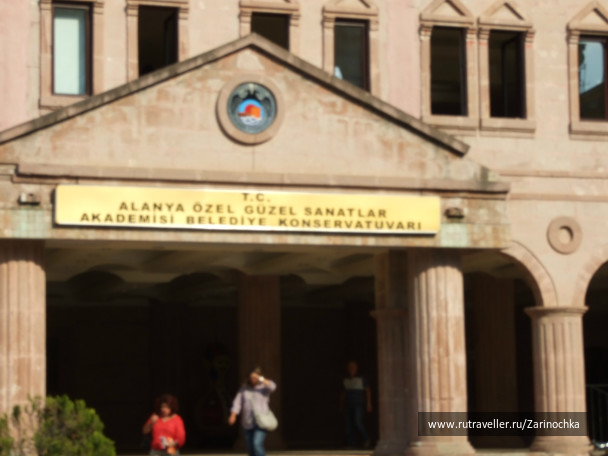 T.C.
ALANYA ÖZEL GÜZEL SANATLAR
AKADEMİSİ BELEDİYE KONSERVATUVARI
www.rutraveller.ru/Zarinochka